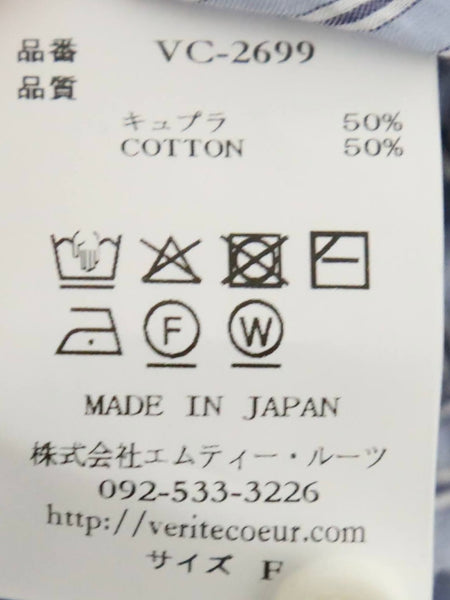 品番 VC-2699
品質
キュプラ 50%
COTTON 50%
F W
MADE IN JAPAN
株式会社エムティー・ルーツ
092-533-3226
http://veritecoeur.com
サイズ F